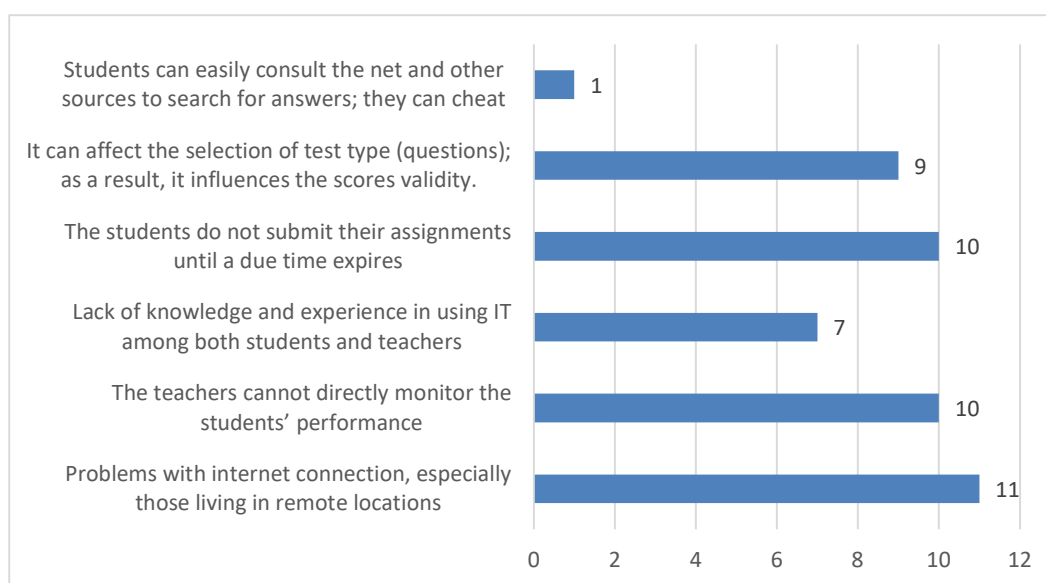 Students can easily consult the net and other
sources to search for answers; they can cheat
1
It can affect the selection of test type (questions);
as a result, it influences the scores validity.
9
The students do not submit their assignments
until a due time expires
10
Lack of knowledge and experience in using IT
among both students and teachers
7
The teachers cannot directly monitor the
students’ performance
10
Problems with internet connection, especially
those living in remote locations
11
0 2 4 6 8 10 12